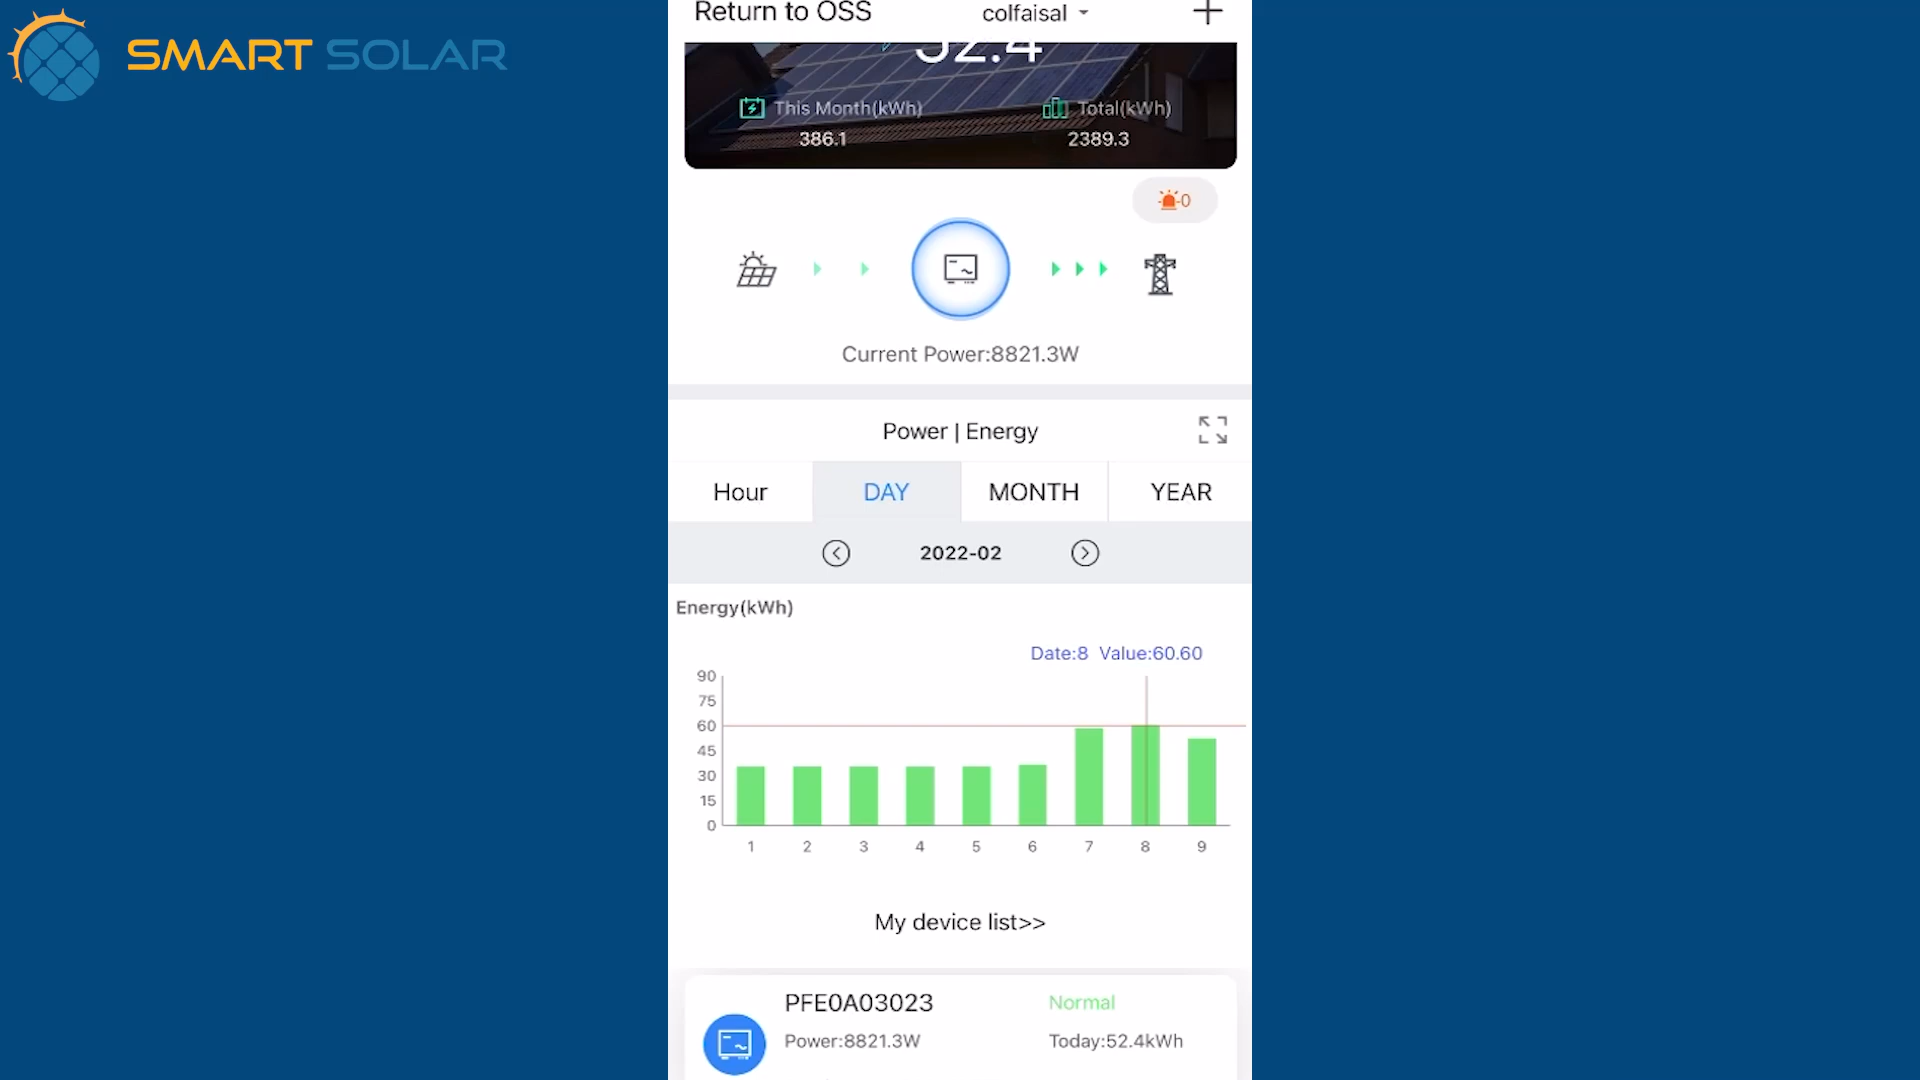 SMART SOLAR
Return to OSS
colfaisal
52.4
This Month(kWh)
386.1
Total(kWh)
2389.3
0
Current Power:8821.3W
Power | Energy
Hour
DAY
MONTH
YEAR
2022-02
Energy(kWh)
Date:8 Value:60.60
90
75
60
45
30
15
0
1 2 3 4 5 6 7 8 9
My device list>>
PFE0A03023
Normal
Power:8821.3W
Today:52.4kWh